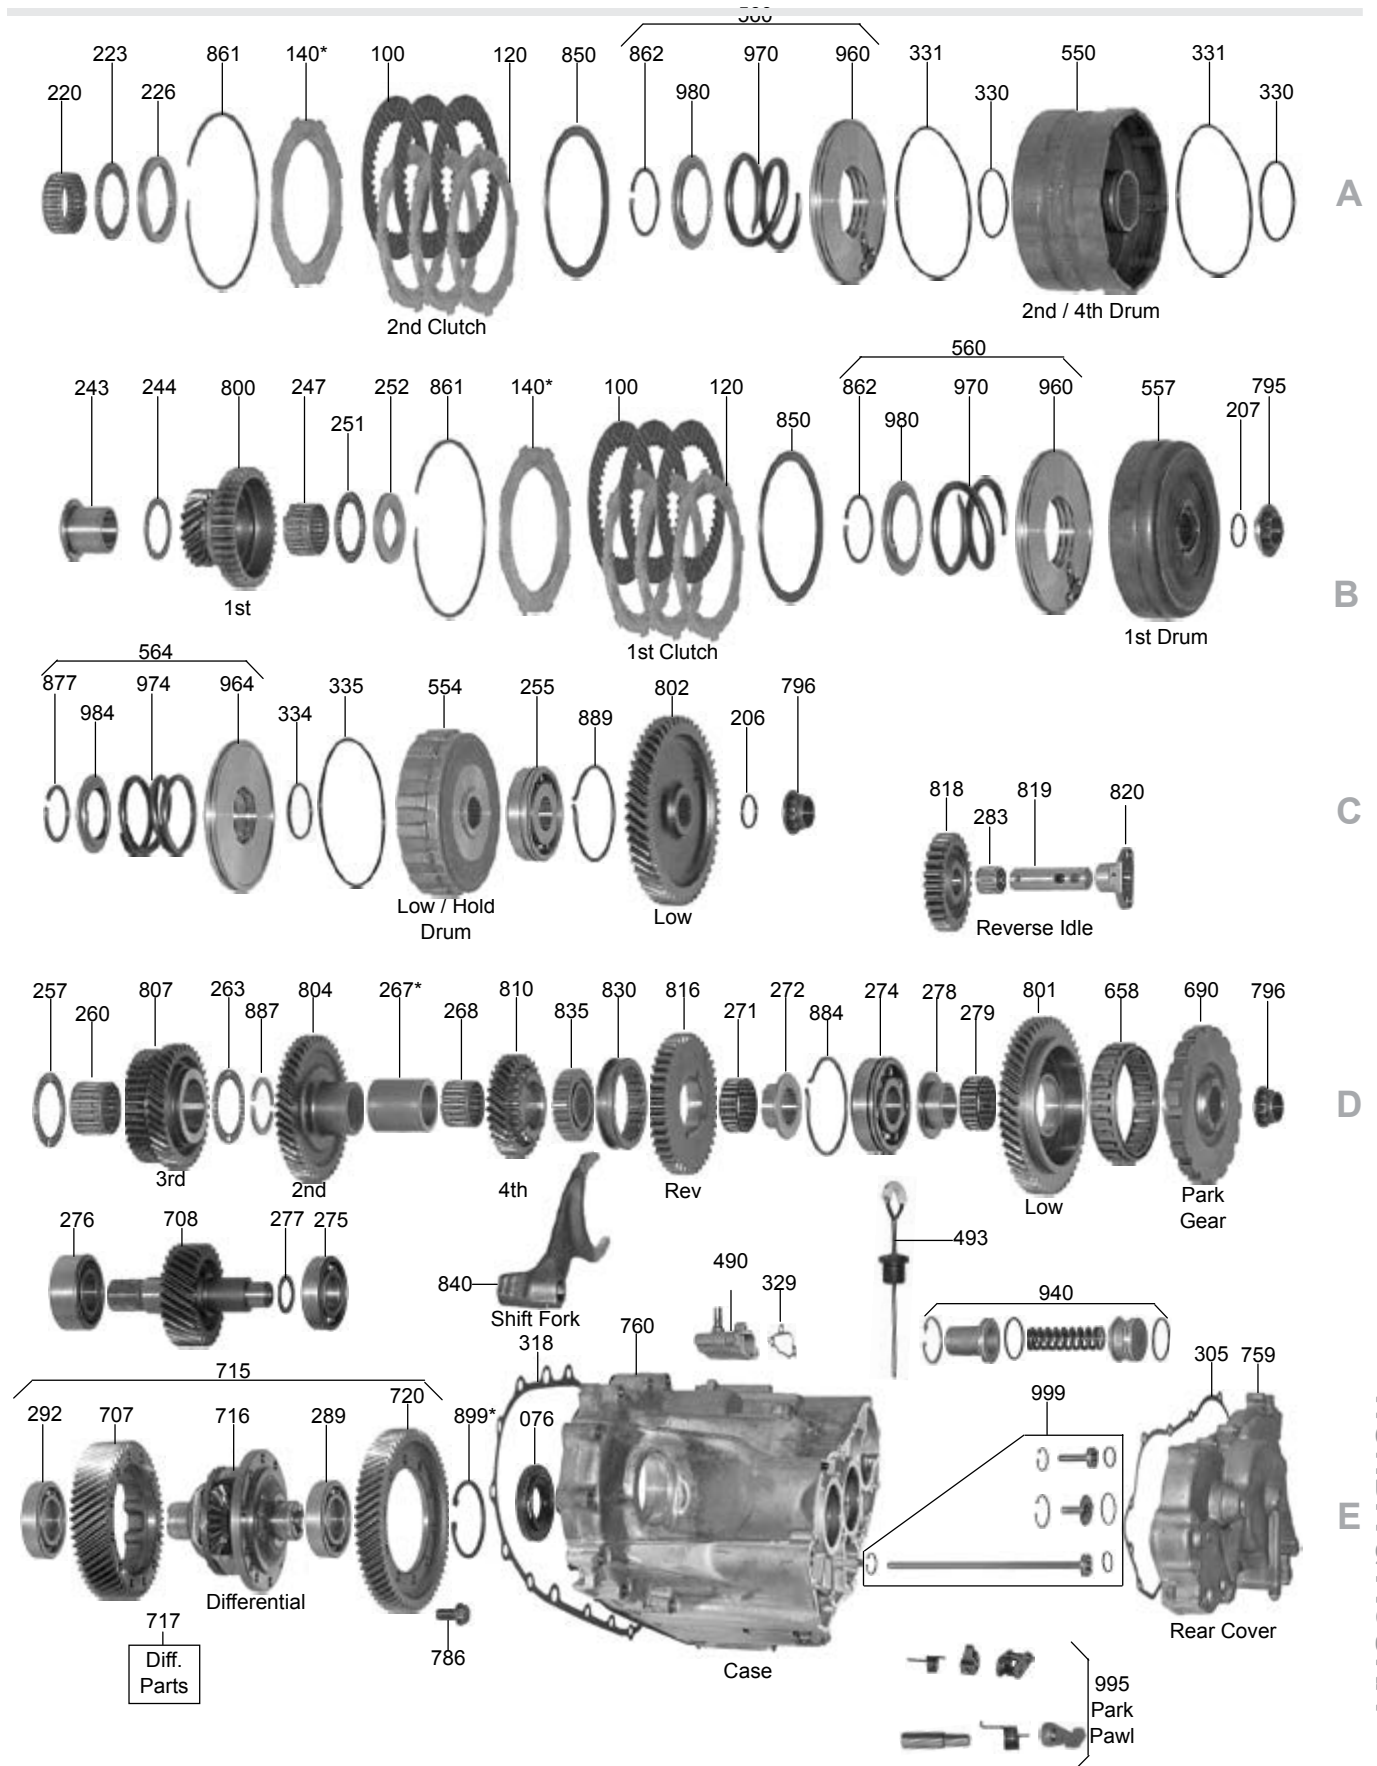 560
223 861 140* 100 120 850 862 970 960 331 550 331
220 226 980 330 330
A
2nd Clutch
2nd / 4th Drum
560
243 244 800 247 252 861 140* 100 120 862 970 960 557 795
251 850 980 207
B
1st
1st Clutch
1st Drum
564
877 974 964 335 554 255 802 796
984 334 889 206
818 819 820
283
C
Low / Hold
Drum
Low
Reverse Idle
257 807 263 804 267* 810 830 816 272 274 278 801 658 690 796
260 887 268 835 271 884 279
D
3rd
2nd
4th
Rev
Low
Park
Gear
276 708 277 275
840
Shift Fork
490 329
493
940
318 760
305 759
715
292 707 716 289 720 899* 076
999
E
Differential
717
Diff.
Parts
786
Case
Rear Cover
995
Park
Pawl